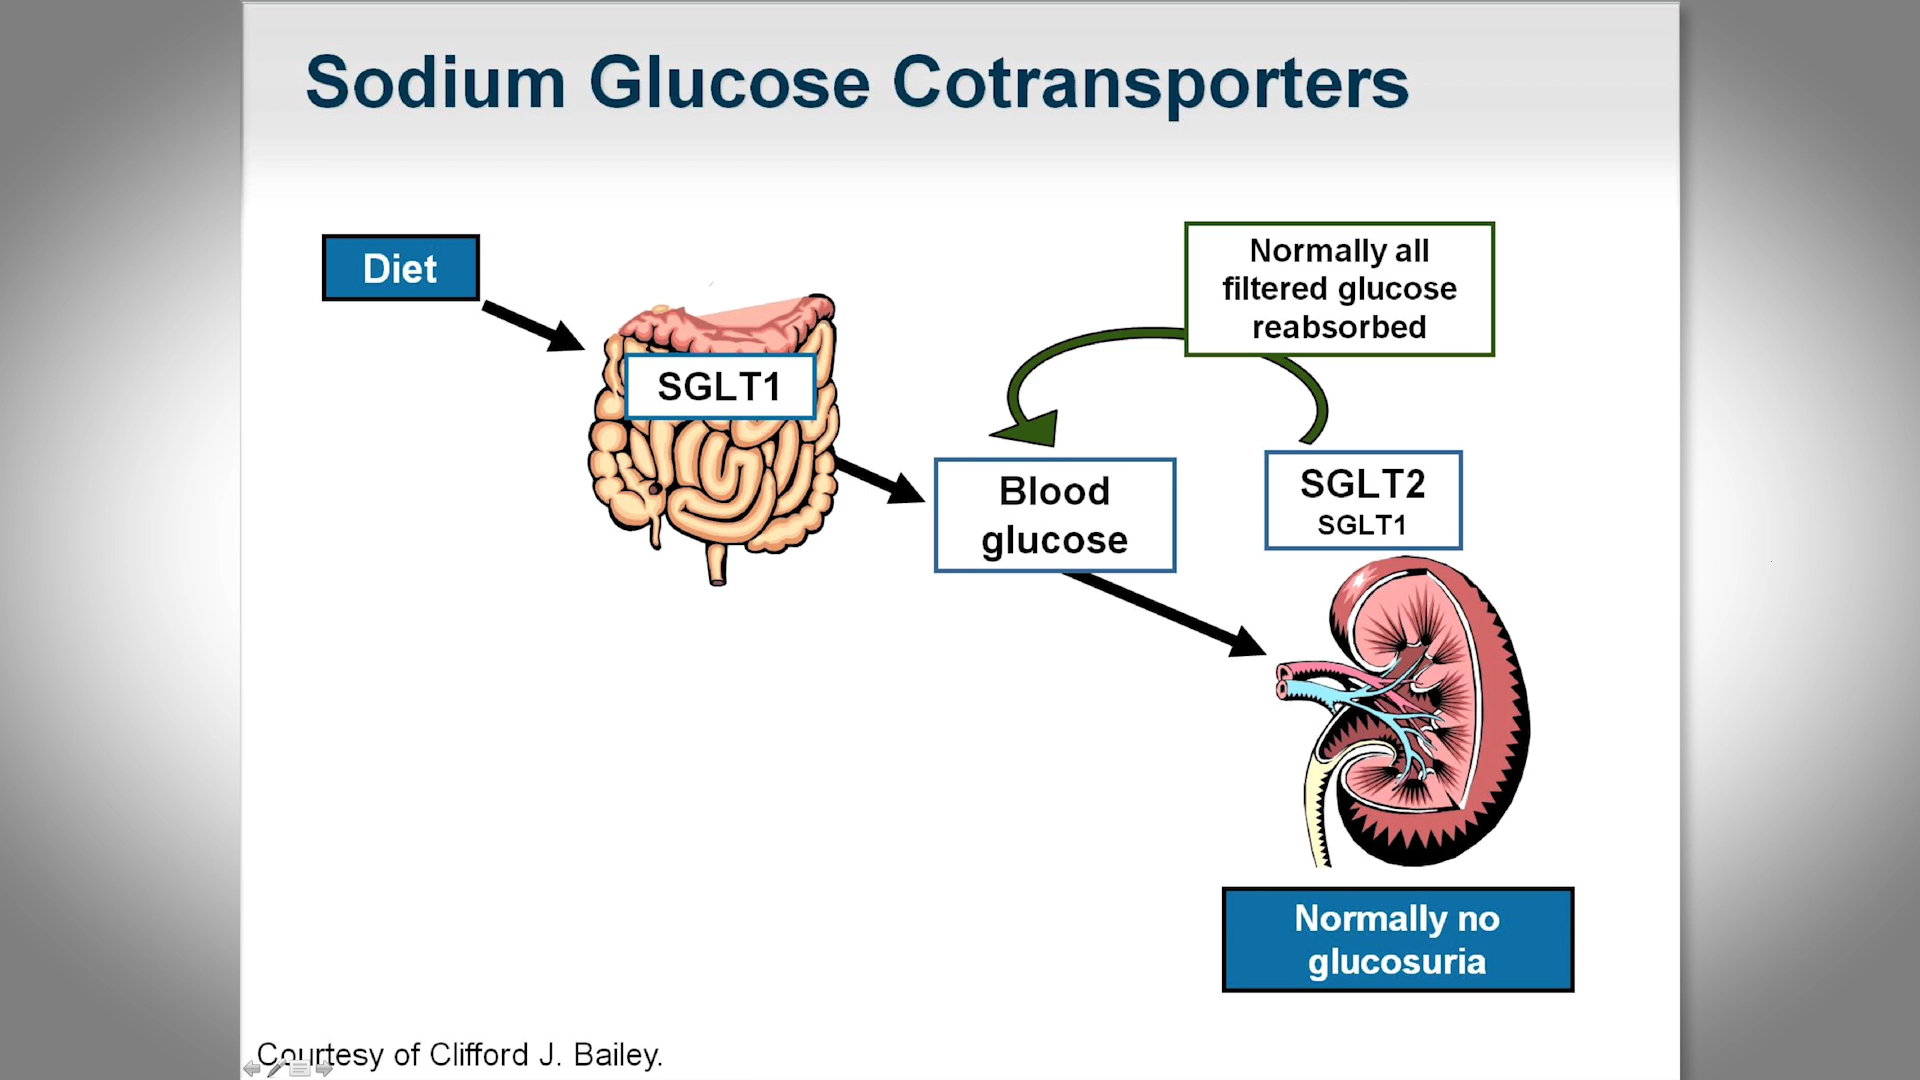 Sodium Glucose Cotransporters
Diet
SGLT1
Normally all
filtered glucose
reabsorbed
Blood
glucose
SGLT2
SGLT1
Normally no
glucosuria
Courtesy of Clifford J. Bailey.